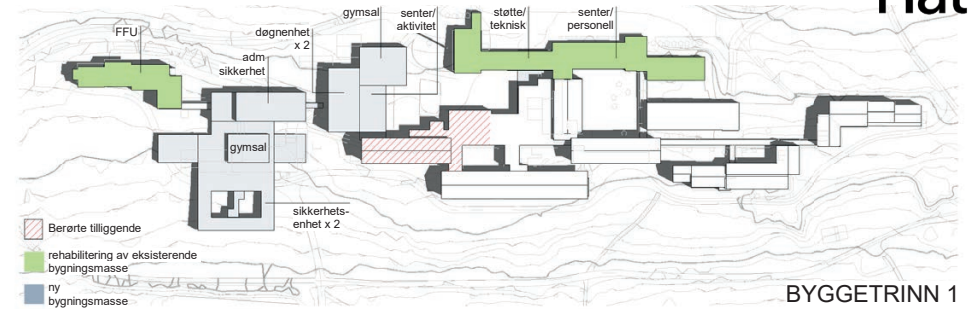 FFU
døgnenhet
x 2
adm
sikkerhet
gymsal
senter/
aktivitet
støtte/
teknisk
senter/
personell
gymsal
sikkerhets-
enhet x 2
Berørte tilliggende
rehabilitering av eksisterende
bygningsmasse
ny
bygningsmasse
BYGGETRINN 1